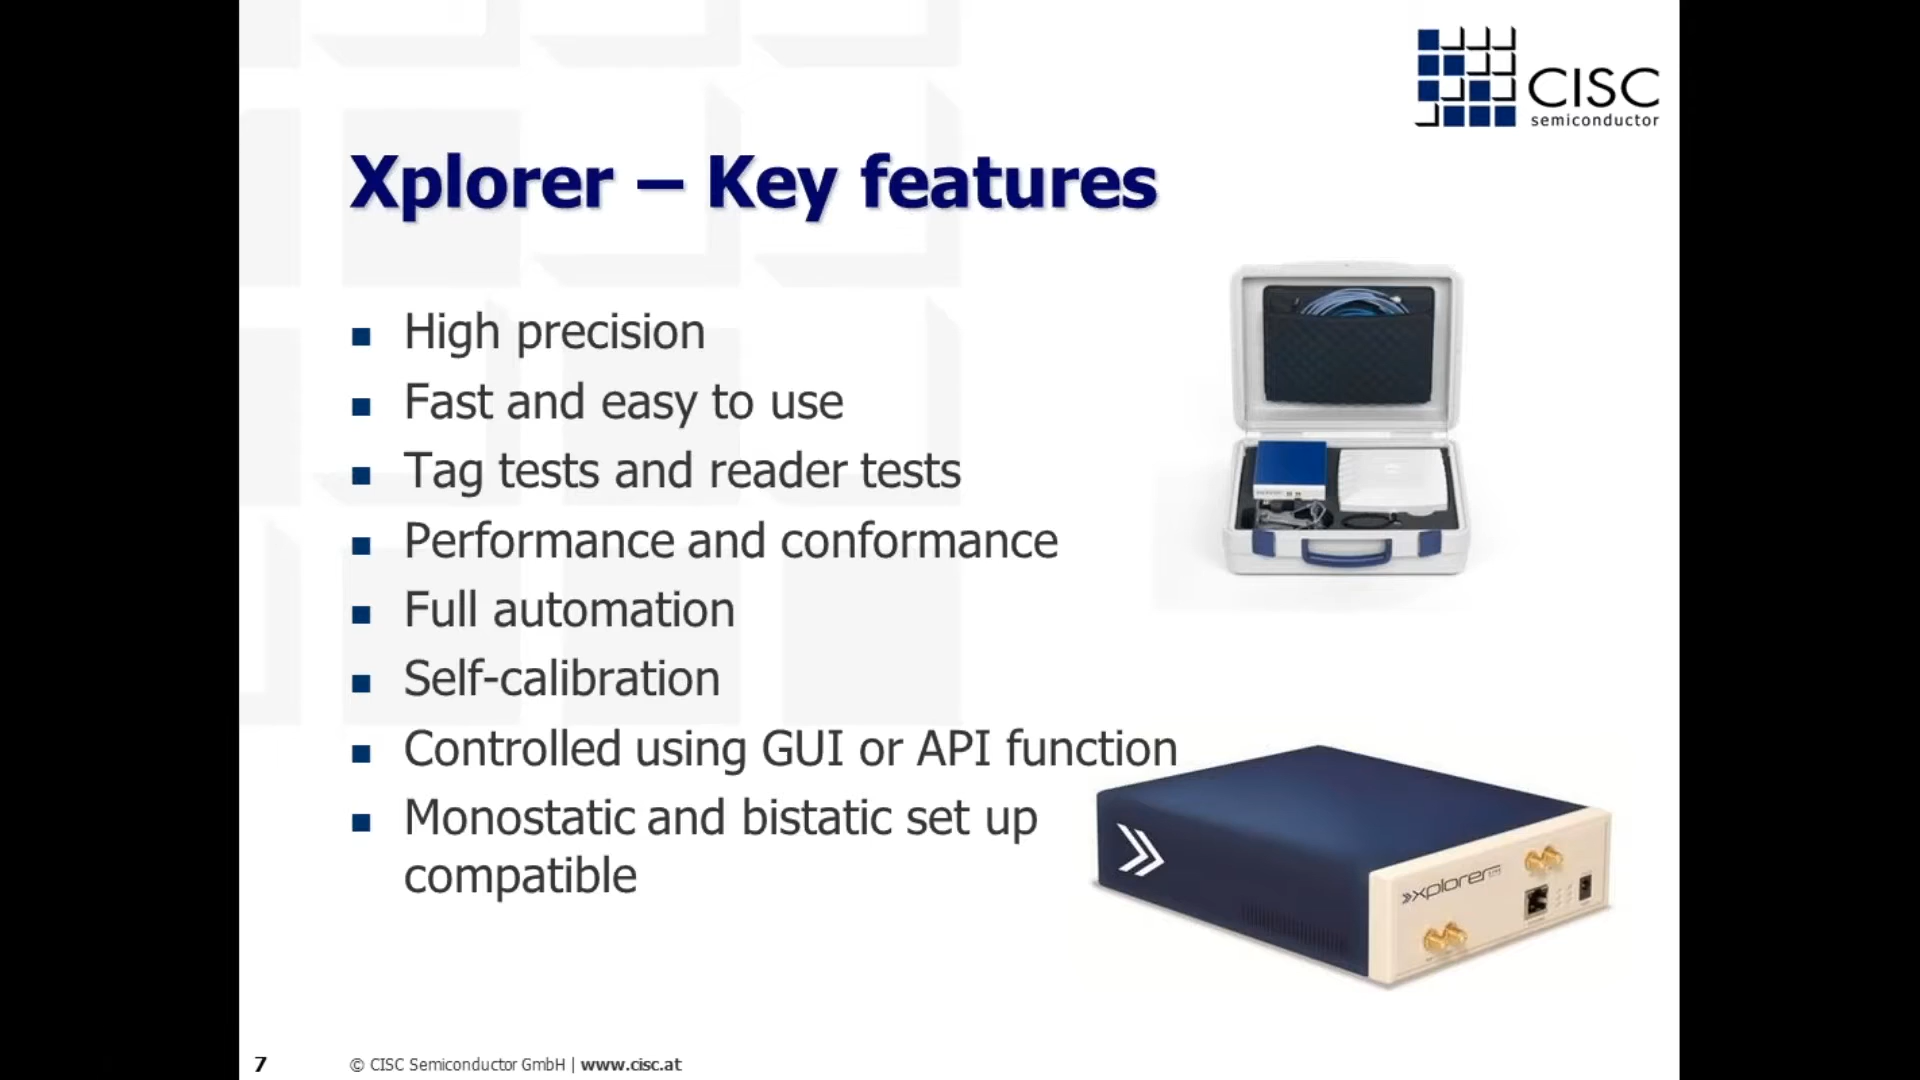 CISC
semiconductor
Xplorer – Key features
High precision
Fast and easy to use
Tag tests and reader tests
Performance and conformance
Full automation
Self-calibration
Controlled using GUI or API function
Monostatic and bistatic set up
compatible
xplorer
7 © CISC Semiconductor GmbH | www.cisc.at